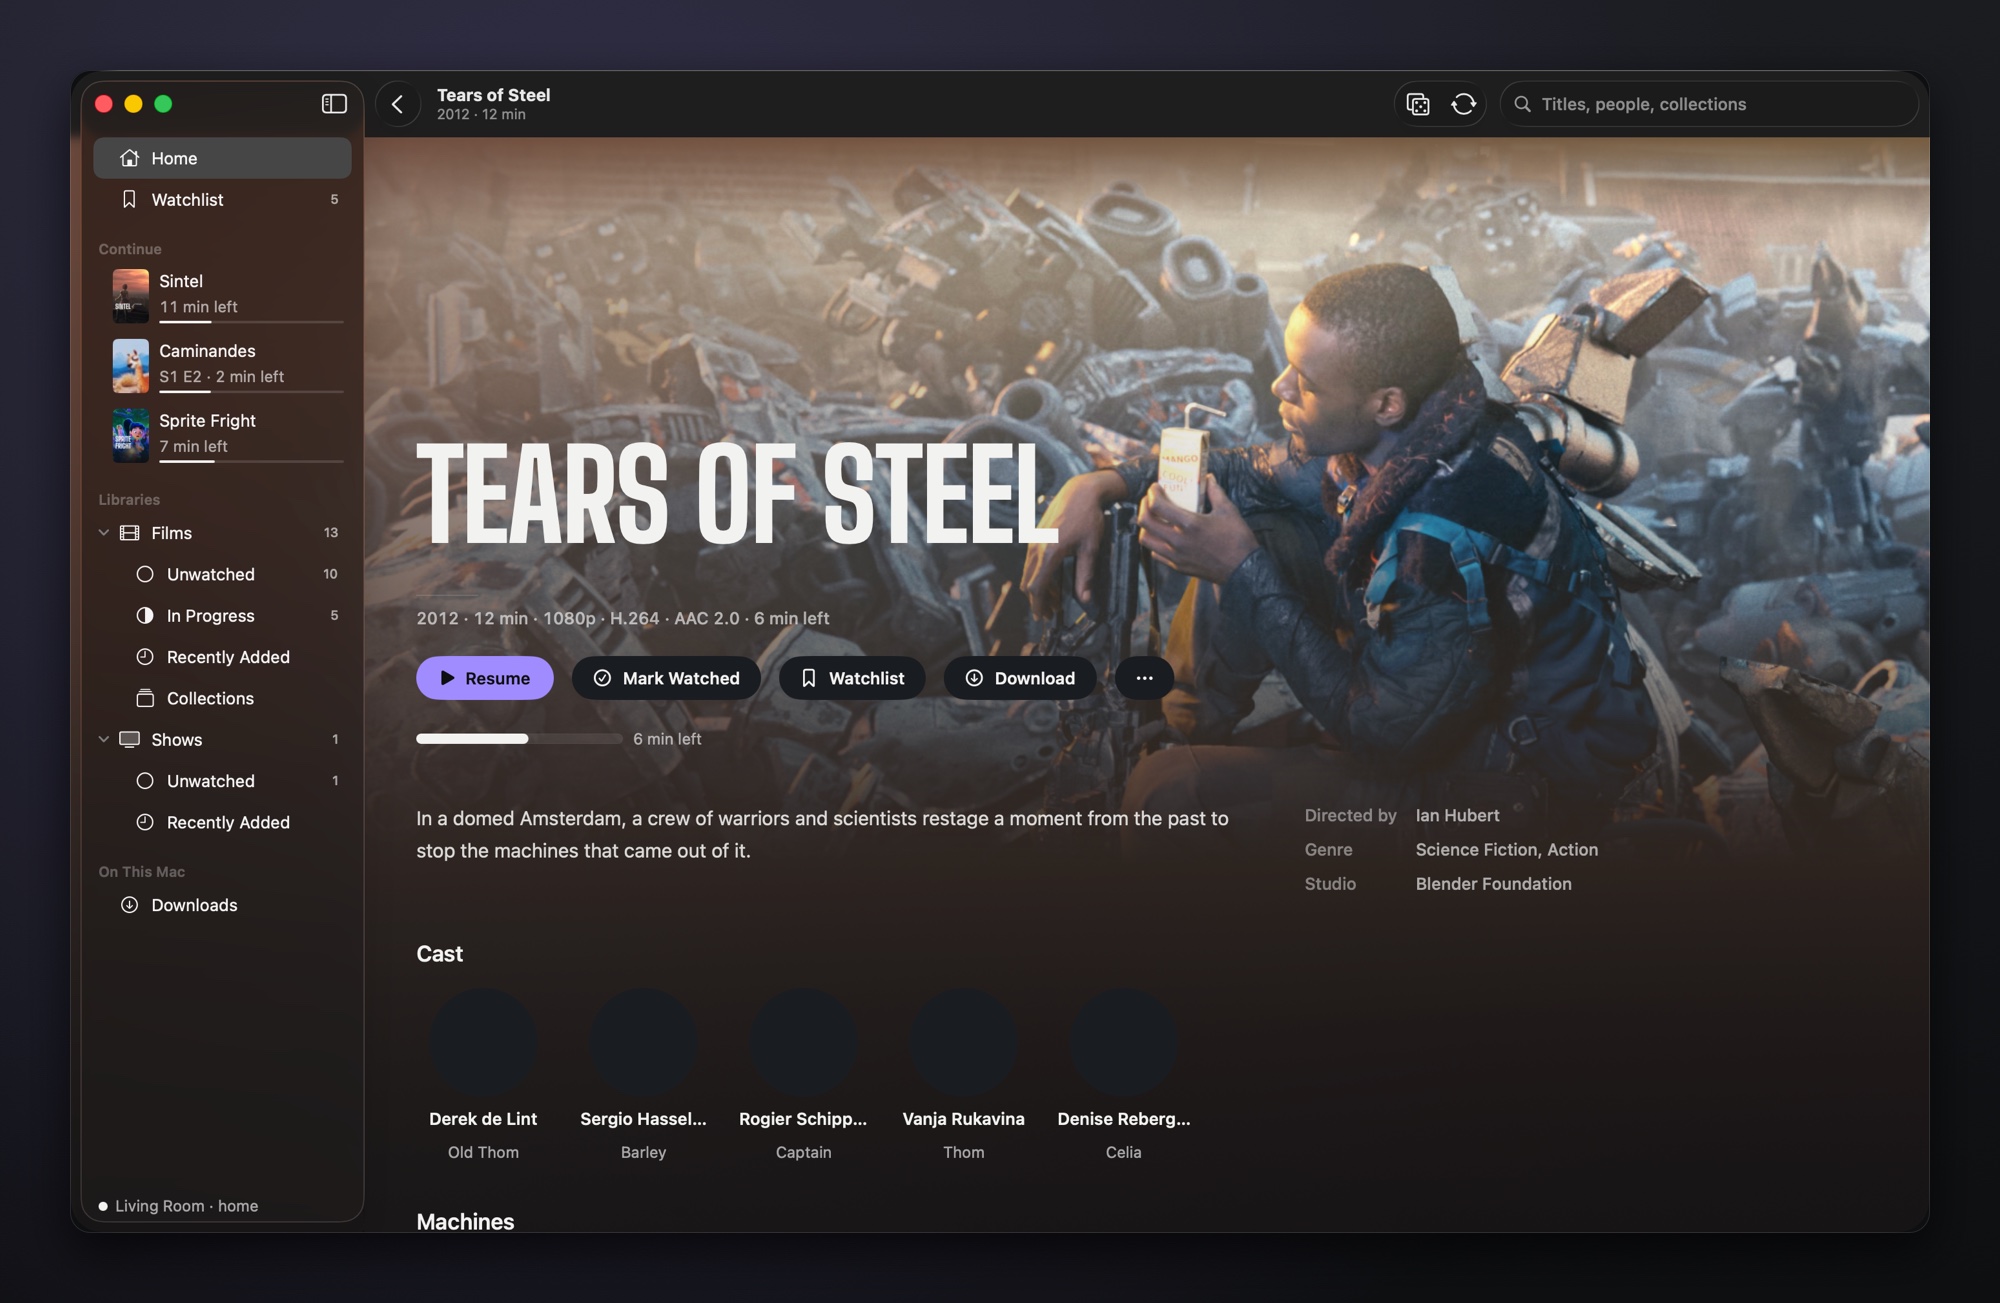 Tears of Steel
2012 · 12 min
Titles, people, collections
Home
Watchlist 5
Continue
SINTEL
Sintel
11 min left
Caminandes
S1 E2 · 2 min left
SPRITE
FRIGHT
Sprite Fright
7 min left
Libraries
Films 13
Unwatched 10
In Progress 5
Recently Added
Collections
Shows 1
Unwatched 1
Recently Added
On This Mac
Downloads
Living Room · home
MANGO
COOL
TEARS OF STEEL
2012 · 12 min · 1080p · H.264 · AAC 2.0 · 6 min left
Resume
Mark Watched
Watchlist
Download
6 min left
In a domed Amsterdam, a crew of warriors and scientists restage a moment from the past to
stop the machines that came out of it.
Directed by Ian Hubert
Genre Science Fiction, Action
Studio Blender Foundation
Cast
Derek de Lint
Old Thom
Sergio Hassel...
Barley
Rogier Schipp...
Captain
Vanja Rukavina
Thom
Denise Reberg...
Celia
Machines